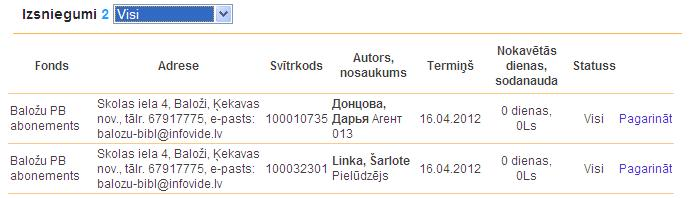 Izsniegumi 2 Visi
Fonds Adrese Svītrkods Autors, nosaukums Termiņš Nokavētās dienas, sodanauda Statuss
Baložu PB abonements
Skolas iela 4, Baloži, Ķekavas
nov., tālr. 67917775, e-pasts:
balozu-bibl@infovide.lv
100010735
Донцова,
Дарья Агент
013
16.04.2012
0 dienas,
0Ls
Visi
Pagarināt
Baložu PB abonements
Skolas iela 4, Baloži, Ķekavas
nov., tālr. 67917775, e-pasts:
balozu-bibl@infovide.lv
100032301
Linka, Šarlote
Pielūdzējs
16.04.2012
0 dienas,
0Ls
Visi
Pagarināt